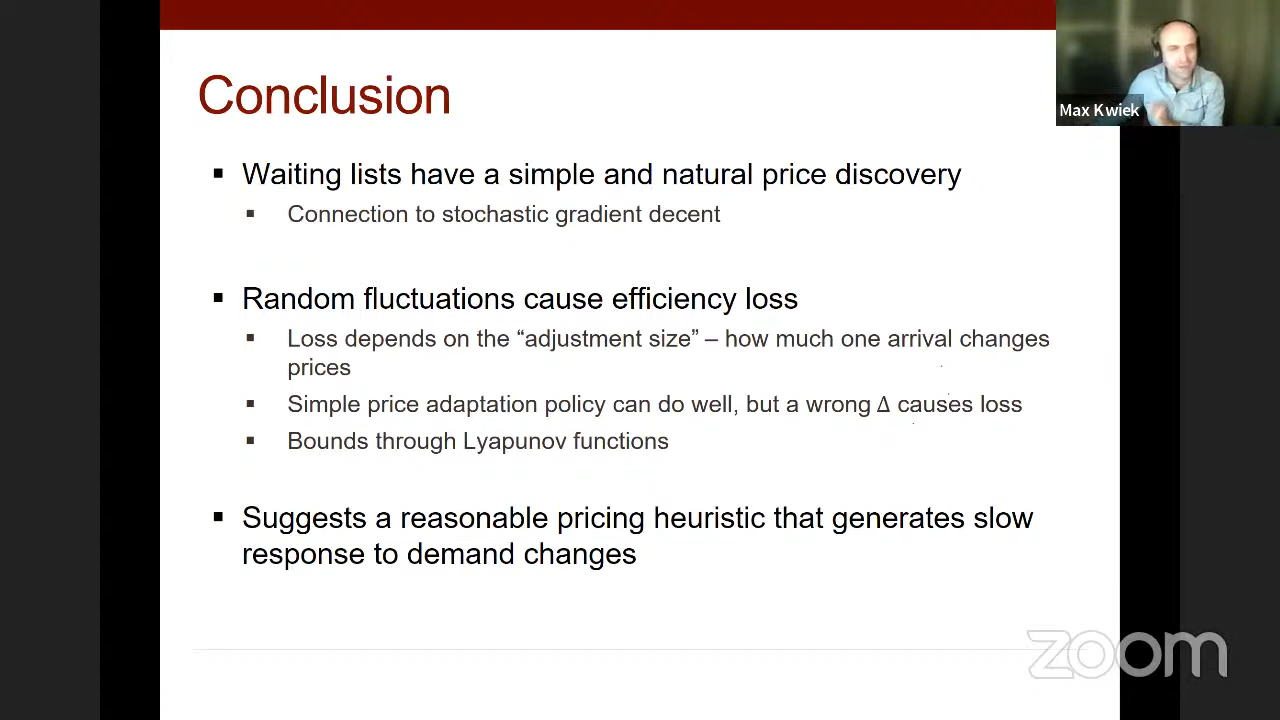 Conclusion
Max Kwiek
▪ Waiting lists have a simple and natural price discovery
▪ Connection to stochastic gradient decent
▪ Random fluctuations cause efficiency loss
▪ Loss depends on the “adjustment size” – how much one arrival changes
prices
▪ Simple price adaptation policy can do well, but a wrong Δ causes loss
▪ Bounds through Lyapunov functions
▪ Suggests a reasonable pricing heuristic that generates slow
response to demand changes
zoom